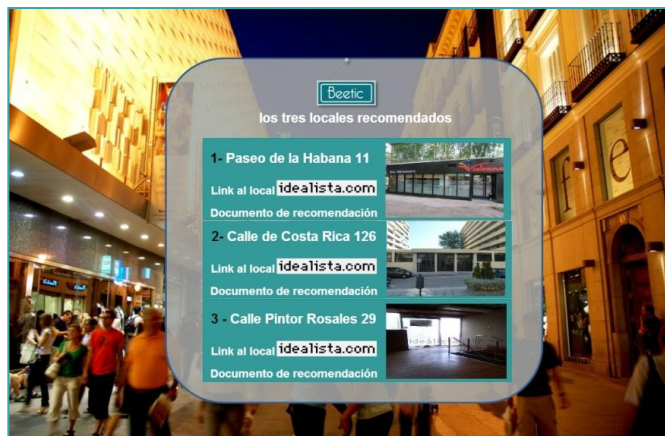 Beetic
los tres locales recomendados
1- Paseo de la Habana 11
Link al local idealista.com
Documento de recomendación
2- Calle de Costa Rica 126
Link al local idealista.com
Documento de recomendación
3 - Calle Pintor Rosales 29
Link al local idealista.com
Documento de recomendación
f e